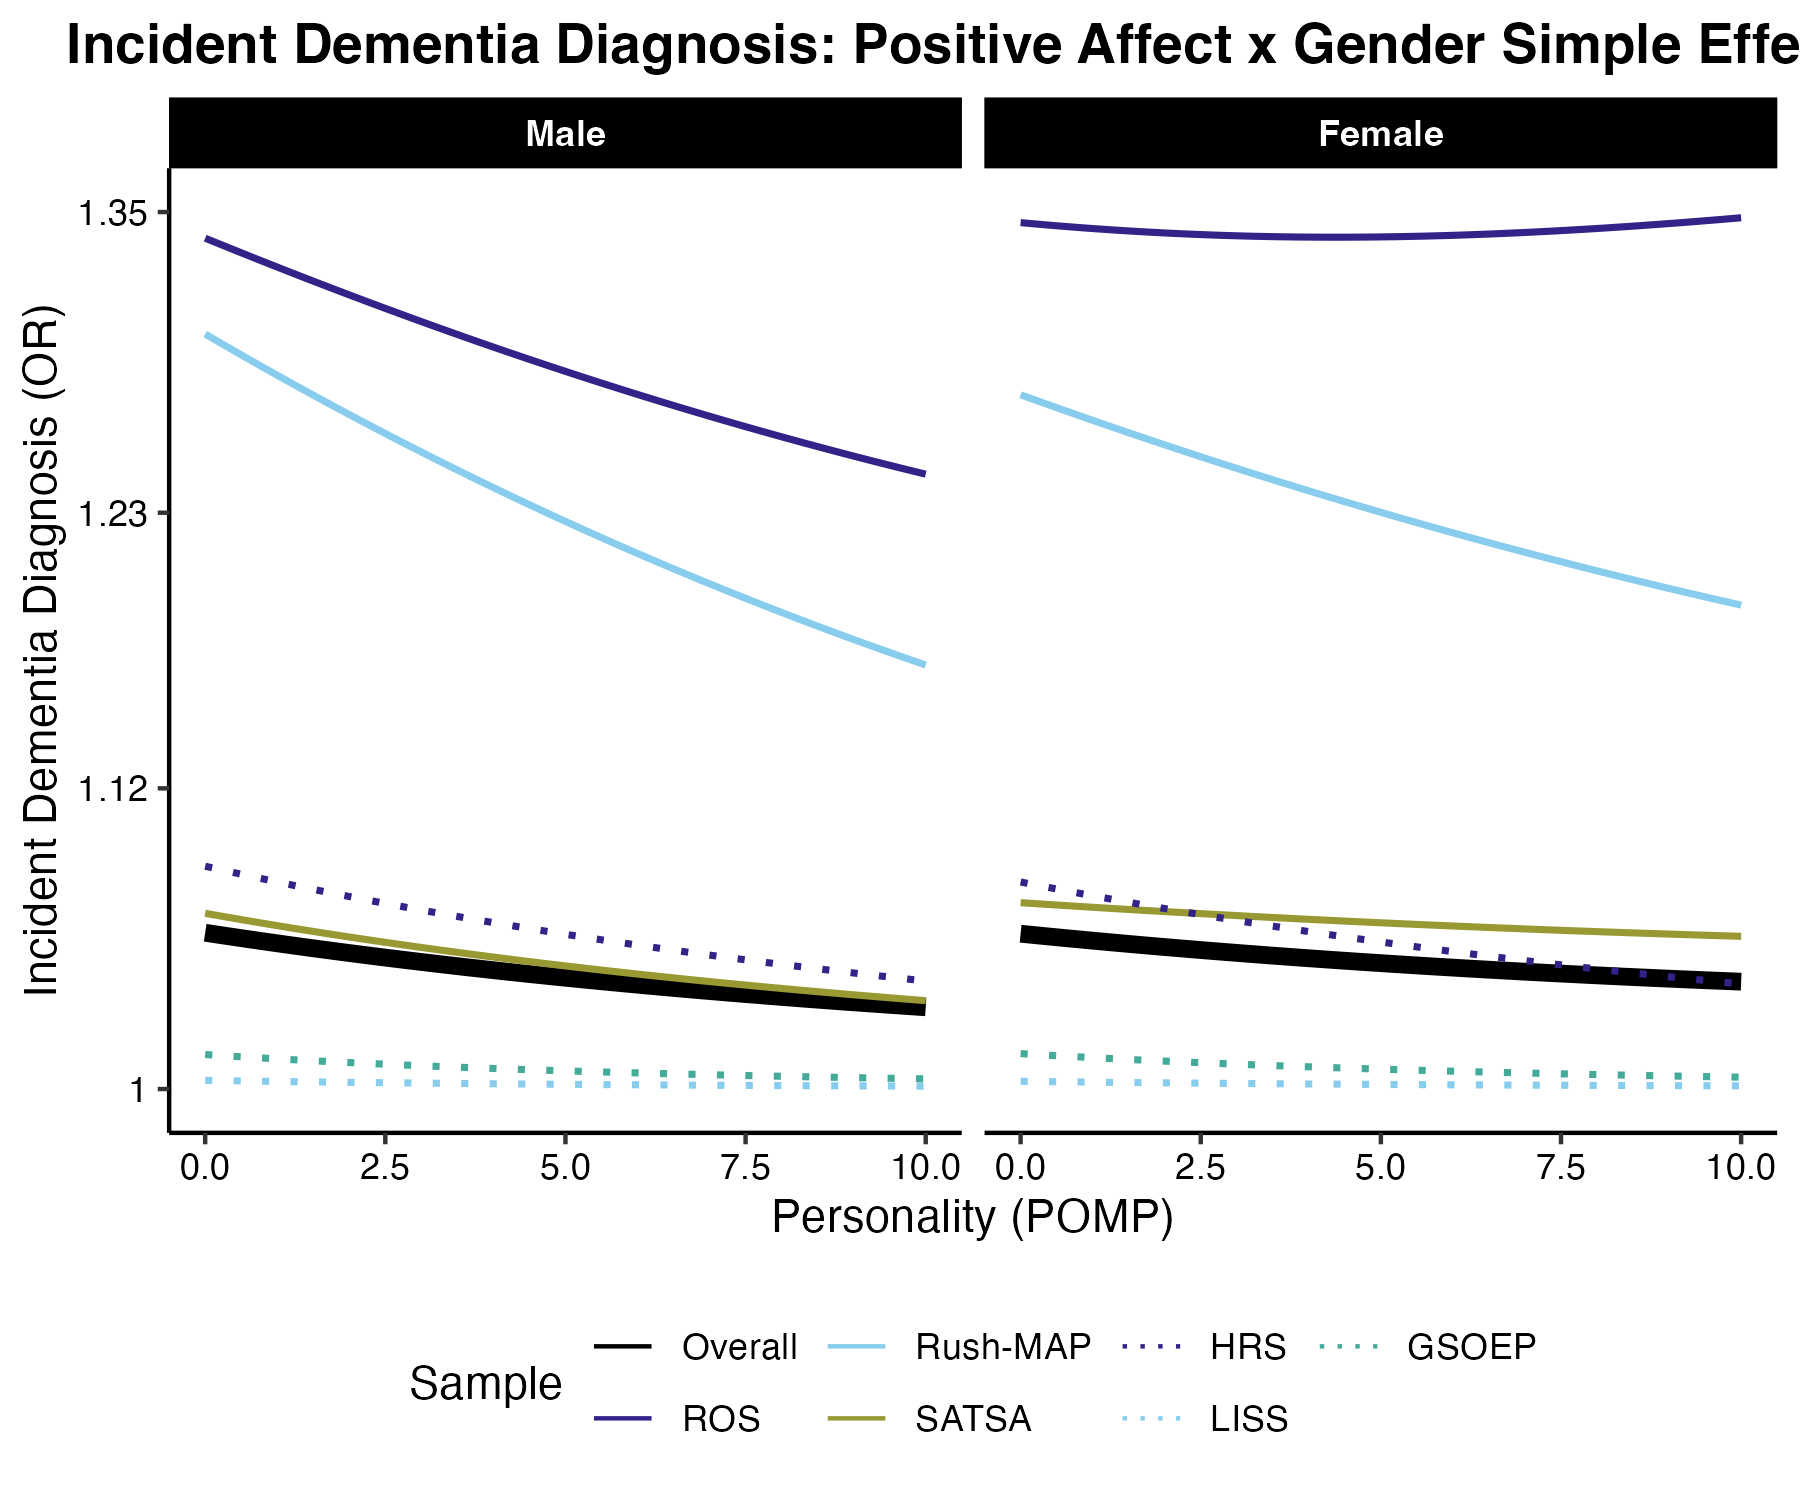 Incident Dementia Diagnosis: Positive Affect x Gender Simple Effe
Male
Female
Incident Dementia Diagnosis (OR)
1.35
1.23
1.12
1
0.0 2.5 5.0 7.5 10.0
0.0 2.5 5.0 7.5 10.0
Personality (POMP)
Sample
Overall Rush-MAP HRS GSOEP
ROS SATSA LISS